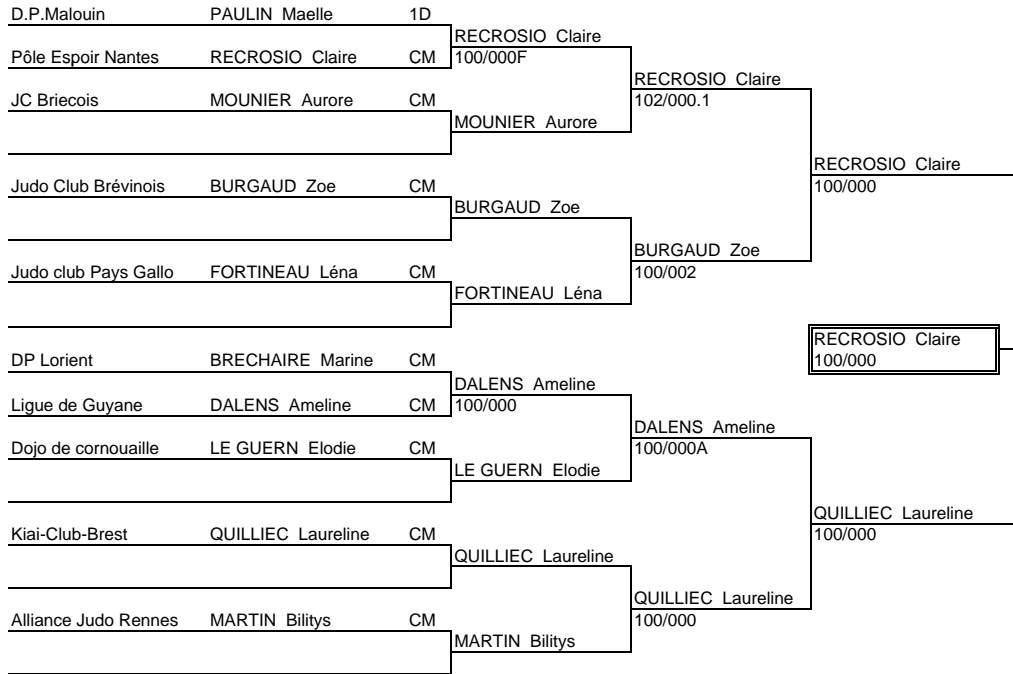 D.P.Malouin PAULIN Maelle 1D
RECROSIO Claire
Pôle Espoir Nantes RECROSIO Claire CM 100/000F
RECROSIO Claire
JC Briecois MOUNIER Aurore CM 102/000.1
MOUNIER Aurore
RECROSIO Claire
Judo Club Brévinois BURGAUD Zoe CM 100/000
BURGAUD Zoe
BURGAUD Zoe
Judo club Pays Gallo FORTINEAU Léna CM 100/002
FORTINEAU Léna
RECROSIO Claire
DP Lorient BRECHAIRE Marine CM 100/000
DALENS Ameline
Ligue de Guyane DALENS Ameline CM 100/000
DALENS Ameline
Dojo de cornouaille LE GUERN Elodie CM 100/000A
LE GUERN Elodie
QUILLIEC Laureline
Kiai-Club-Brest QUILLIEC Laureline CM 100/000
QUILLIEC Laureline
QUILLIEC Laureline
Alliance Judo Rennes MARTIN Bilitys CM 100/000
MARTIN Bilitys